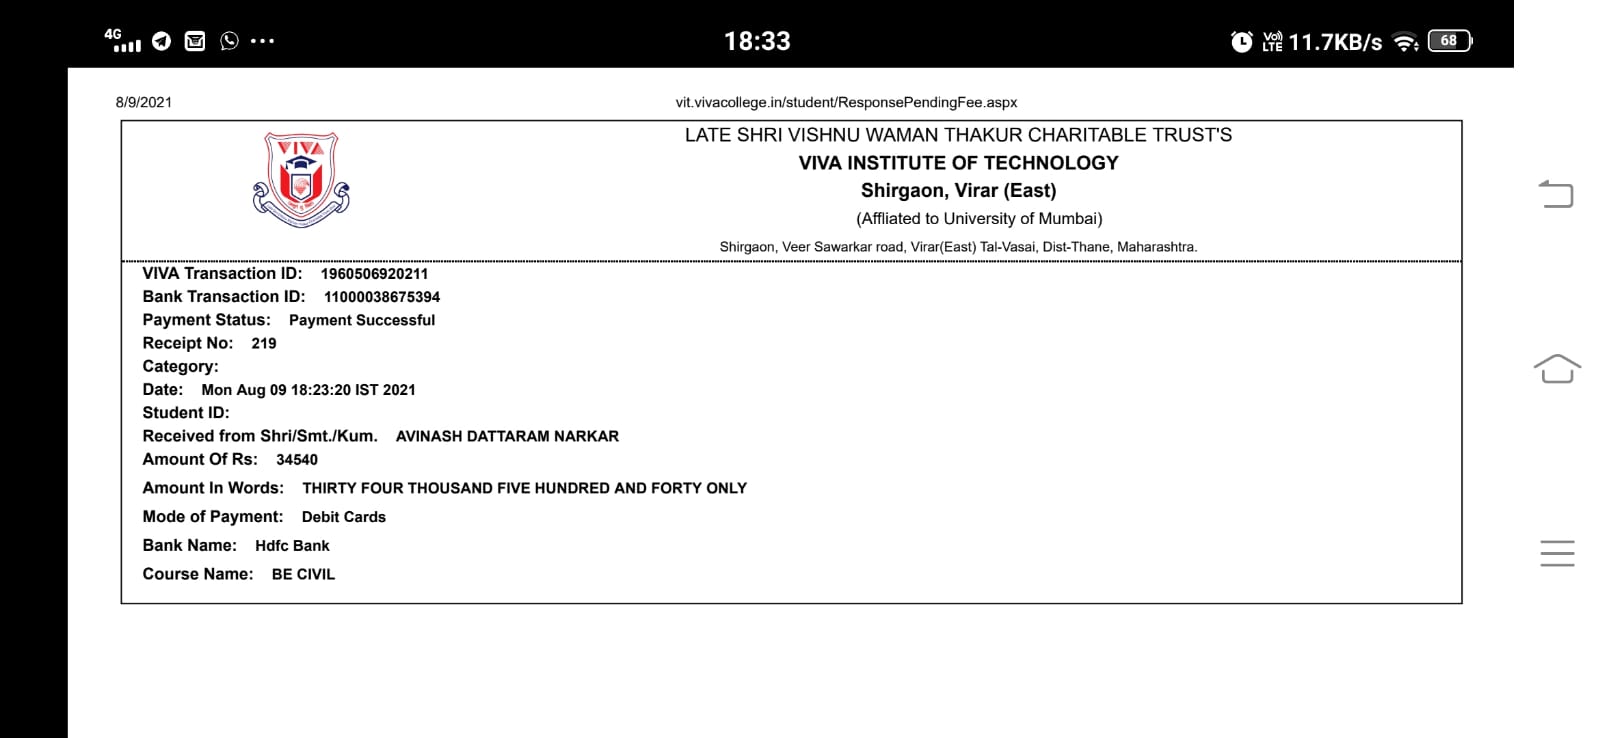 4G 18:33 Vo) LTE 11.7KB/s 68
8/9/2021 vit.vivacollege.in/student/ResponsePendingFee.aspx
VIVA
LATE SHRI VISHNU WAMAN THAKUR CHARITABLE TRUST'S
VIVA INSTITUTE OF TECHNOLOGY
Shirgaon, Virar (East)
(Affliated to University of Mumbai)
Shirgaon, Veer Sawarkar road, Virar(East) Tal-Vasai, Dist-Thane, Maharashtra.
VIVA Transaction ID: 1960506920211
Bank Transaction ID: 11000038675394
Payment Status: Payment Successful
Receipt No: 219
Category:
Date: Mon Aug 09 18:23:20 IST 2021
Student ID:
Received from Shri/Smt./Kum. AVINASH DATTARAM NARKAR
Amount Of Rs: 34540
Amount In Words: THIRTY FOUR THOUSAND FIVE HUNDRED AND FORTY ONLY
Mode of Payment: Debit Cards
Bank Name: Hdfc Bank
Course Name: BE CIVIL